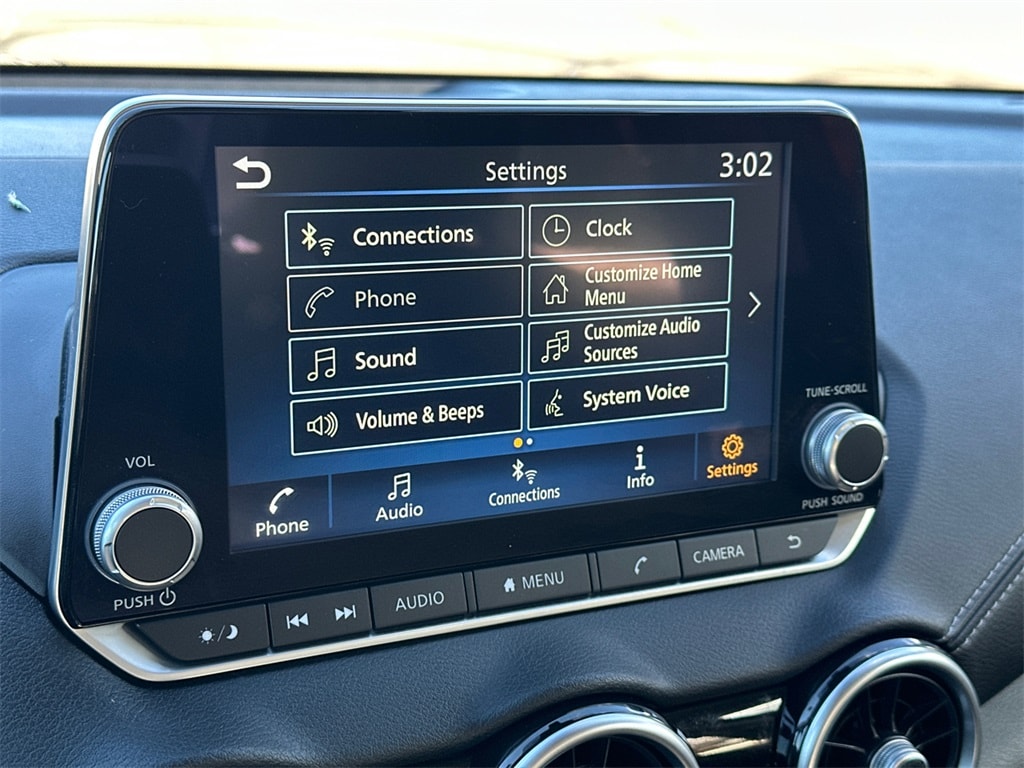 Settings
3:02
Connections
Clock
Phone
Customize Home
Menu
Sound
Customize Audio
Sources
Volume & Beeps
System Voice
Phone
Audio
Connections
Info
Settings
VOL
PUSH
TUNE·SCROLL
PUSH SOUND
AUDIO
MENU
CAMERA